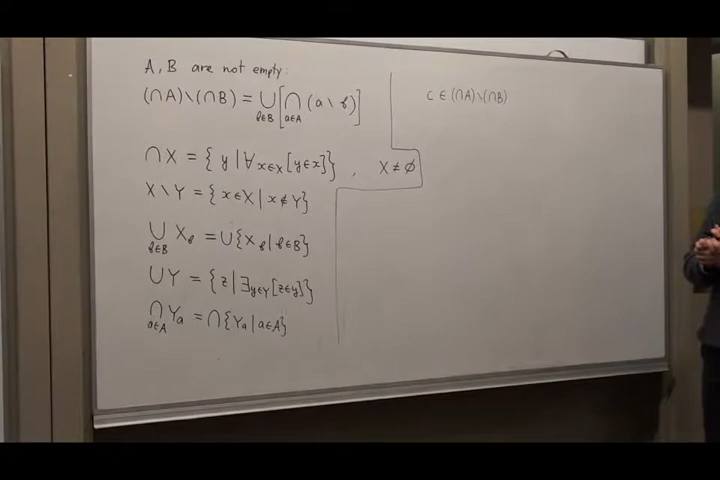 A, B are not empty:
(∩A)∖(∩B) = ⋃_{b∈B} [⋂_{a∈A} (a∖b)]
∩X = {y | ∀_{x∈X} [y∈x]} , X ≠ ∅
X∖Y = {x∈X | x∉Y}
⋃_{b∈B} X_b = ⋃{X_b | b∈B}
∪Y = {z | ∃_{y∈Y} [z∈y]}
⋂_{a∈A} Y_a = ⋂{Y_a | a∈A}
c ∈ (∩A)∖(∩B)